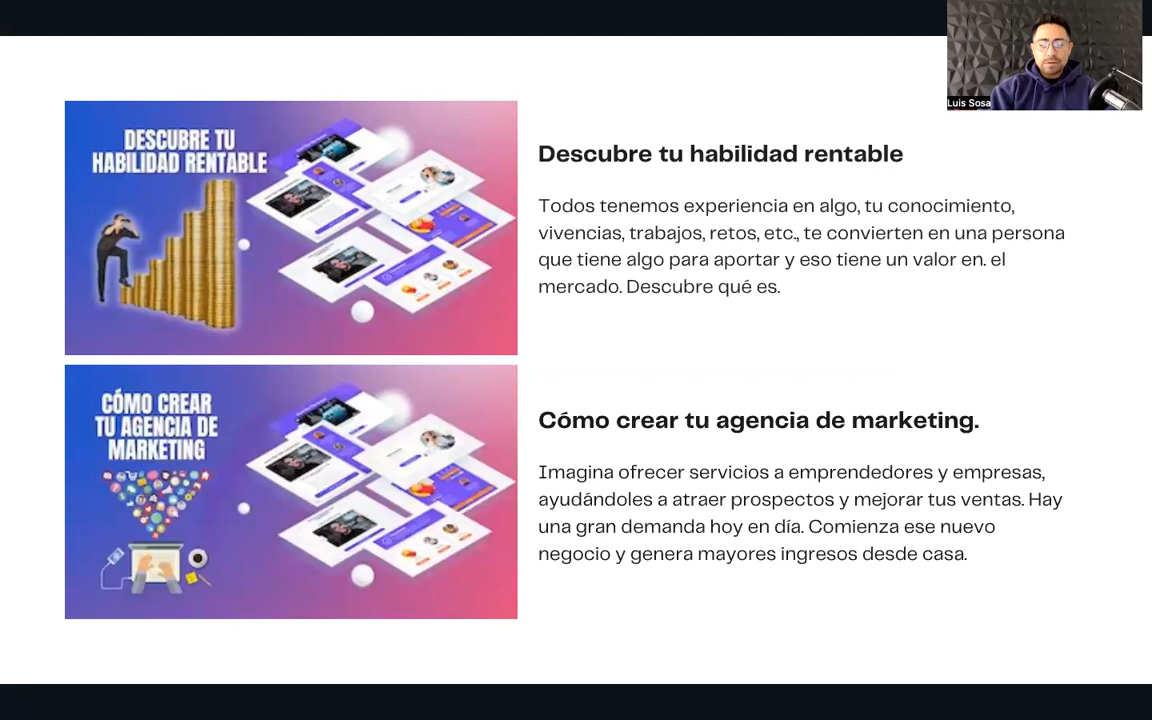 Luis Sosa
DESCUBRE TU
HABILIDAD RENTABLE
Descubre tu habilidad rentable
Todos tenemos experiencia en algo, tu conocimiento,
vivencias, trabajos, retos, etc., te convierten en una persona
que tiene algo para aportar y eso tiene un valor en. el
mercado. Descubre qué es.
CÓMO CREAR
TU AGENCIA DE
MARKETING
Cómo crear tu agencia de marketing.
Imagina ofrecer servicios a emprendedores y empresas,
ayudándoles a atraer prospectos y mejorar tus ventas. Hay
una gran demanda hoy en día. Comienza ese nuevo
negocio y genera mayores ingresos desde casa.